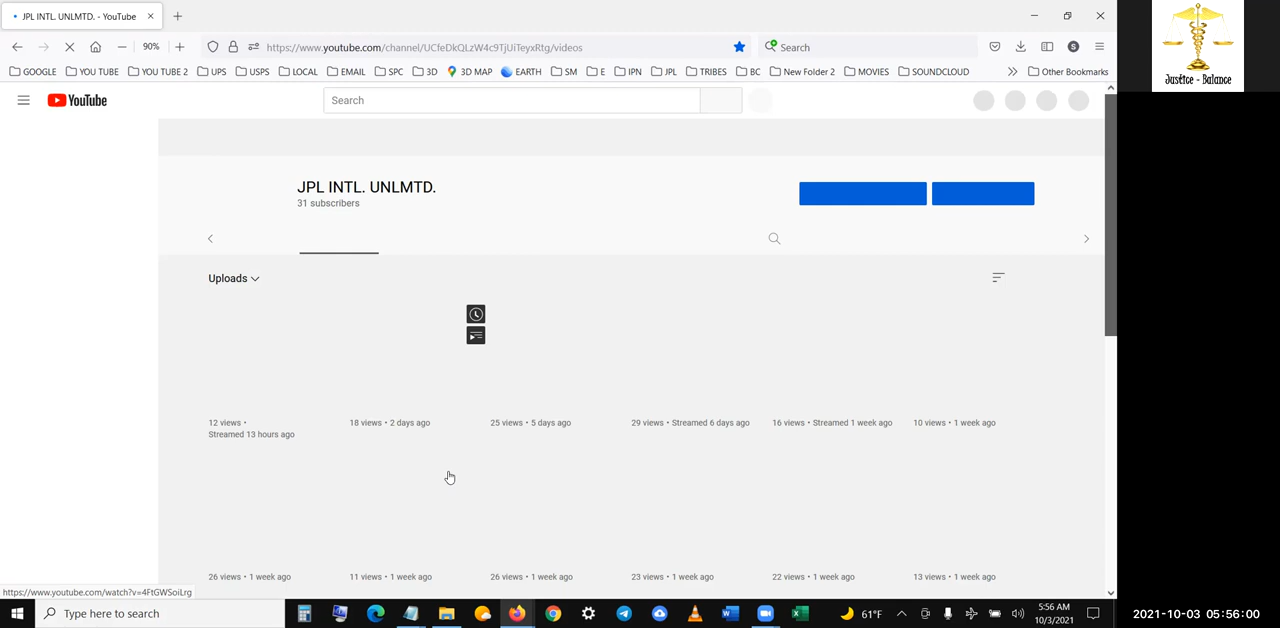 JPL INTL. UNLMTD. - YouTube
90%
https://www.youtube.com/channel/UCfeDkQLzW4c9TjUiTeyxRtg/videos
Search
S
GOOGLE YOU TUBE YOU TUBE 2 UPS USPS LOCAL EMAIL SPC 3D 3D MAP EARTH SM E IPN JPL TRIBES BC New Folder 2 MOVIES SOUNDCLOUD Other Bookmarks
Justice - Balance
YouTube
Search
JPL INTL. UNLMTD.
31 subscribers
Uploads
12 views •
Streamed 13 hours ago
18 views • 2 days ago
25 views • 5 days ago
29 views • Streamed 6 days ago
16 views • Streamed 1 week ago
10 views • 1 week ago
26 views • 1 week ago
11 views • 1 week ago
26 views • 1 week ago
23 views • 1 week ago
22 views • 1 week ago
13 views • 1 week ago
https://www.youtube.com/watch?v=4FtGWSoiLrg
Type here to search
61°F
5:56 AM
10/3/2021
2021-10-03 05:56:00